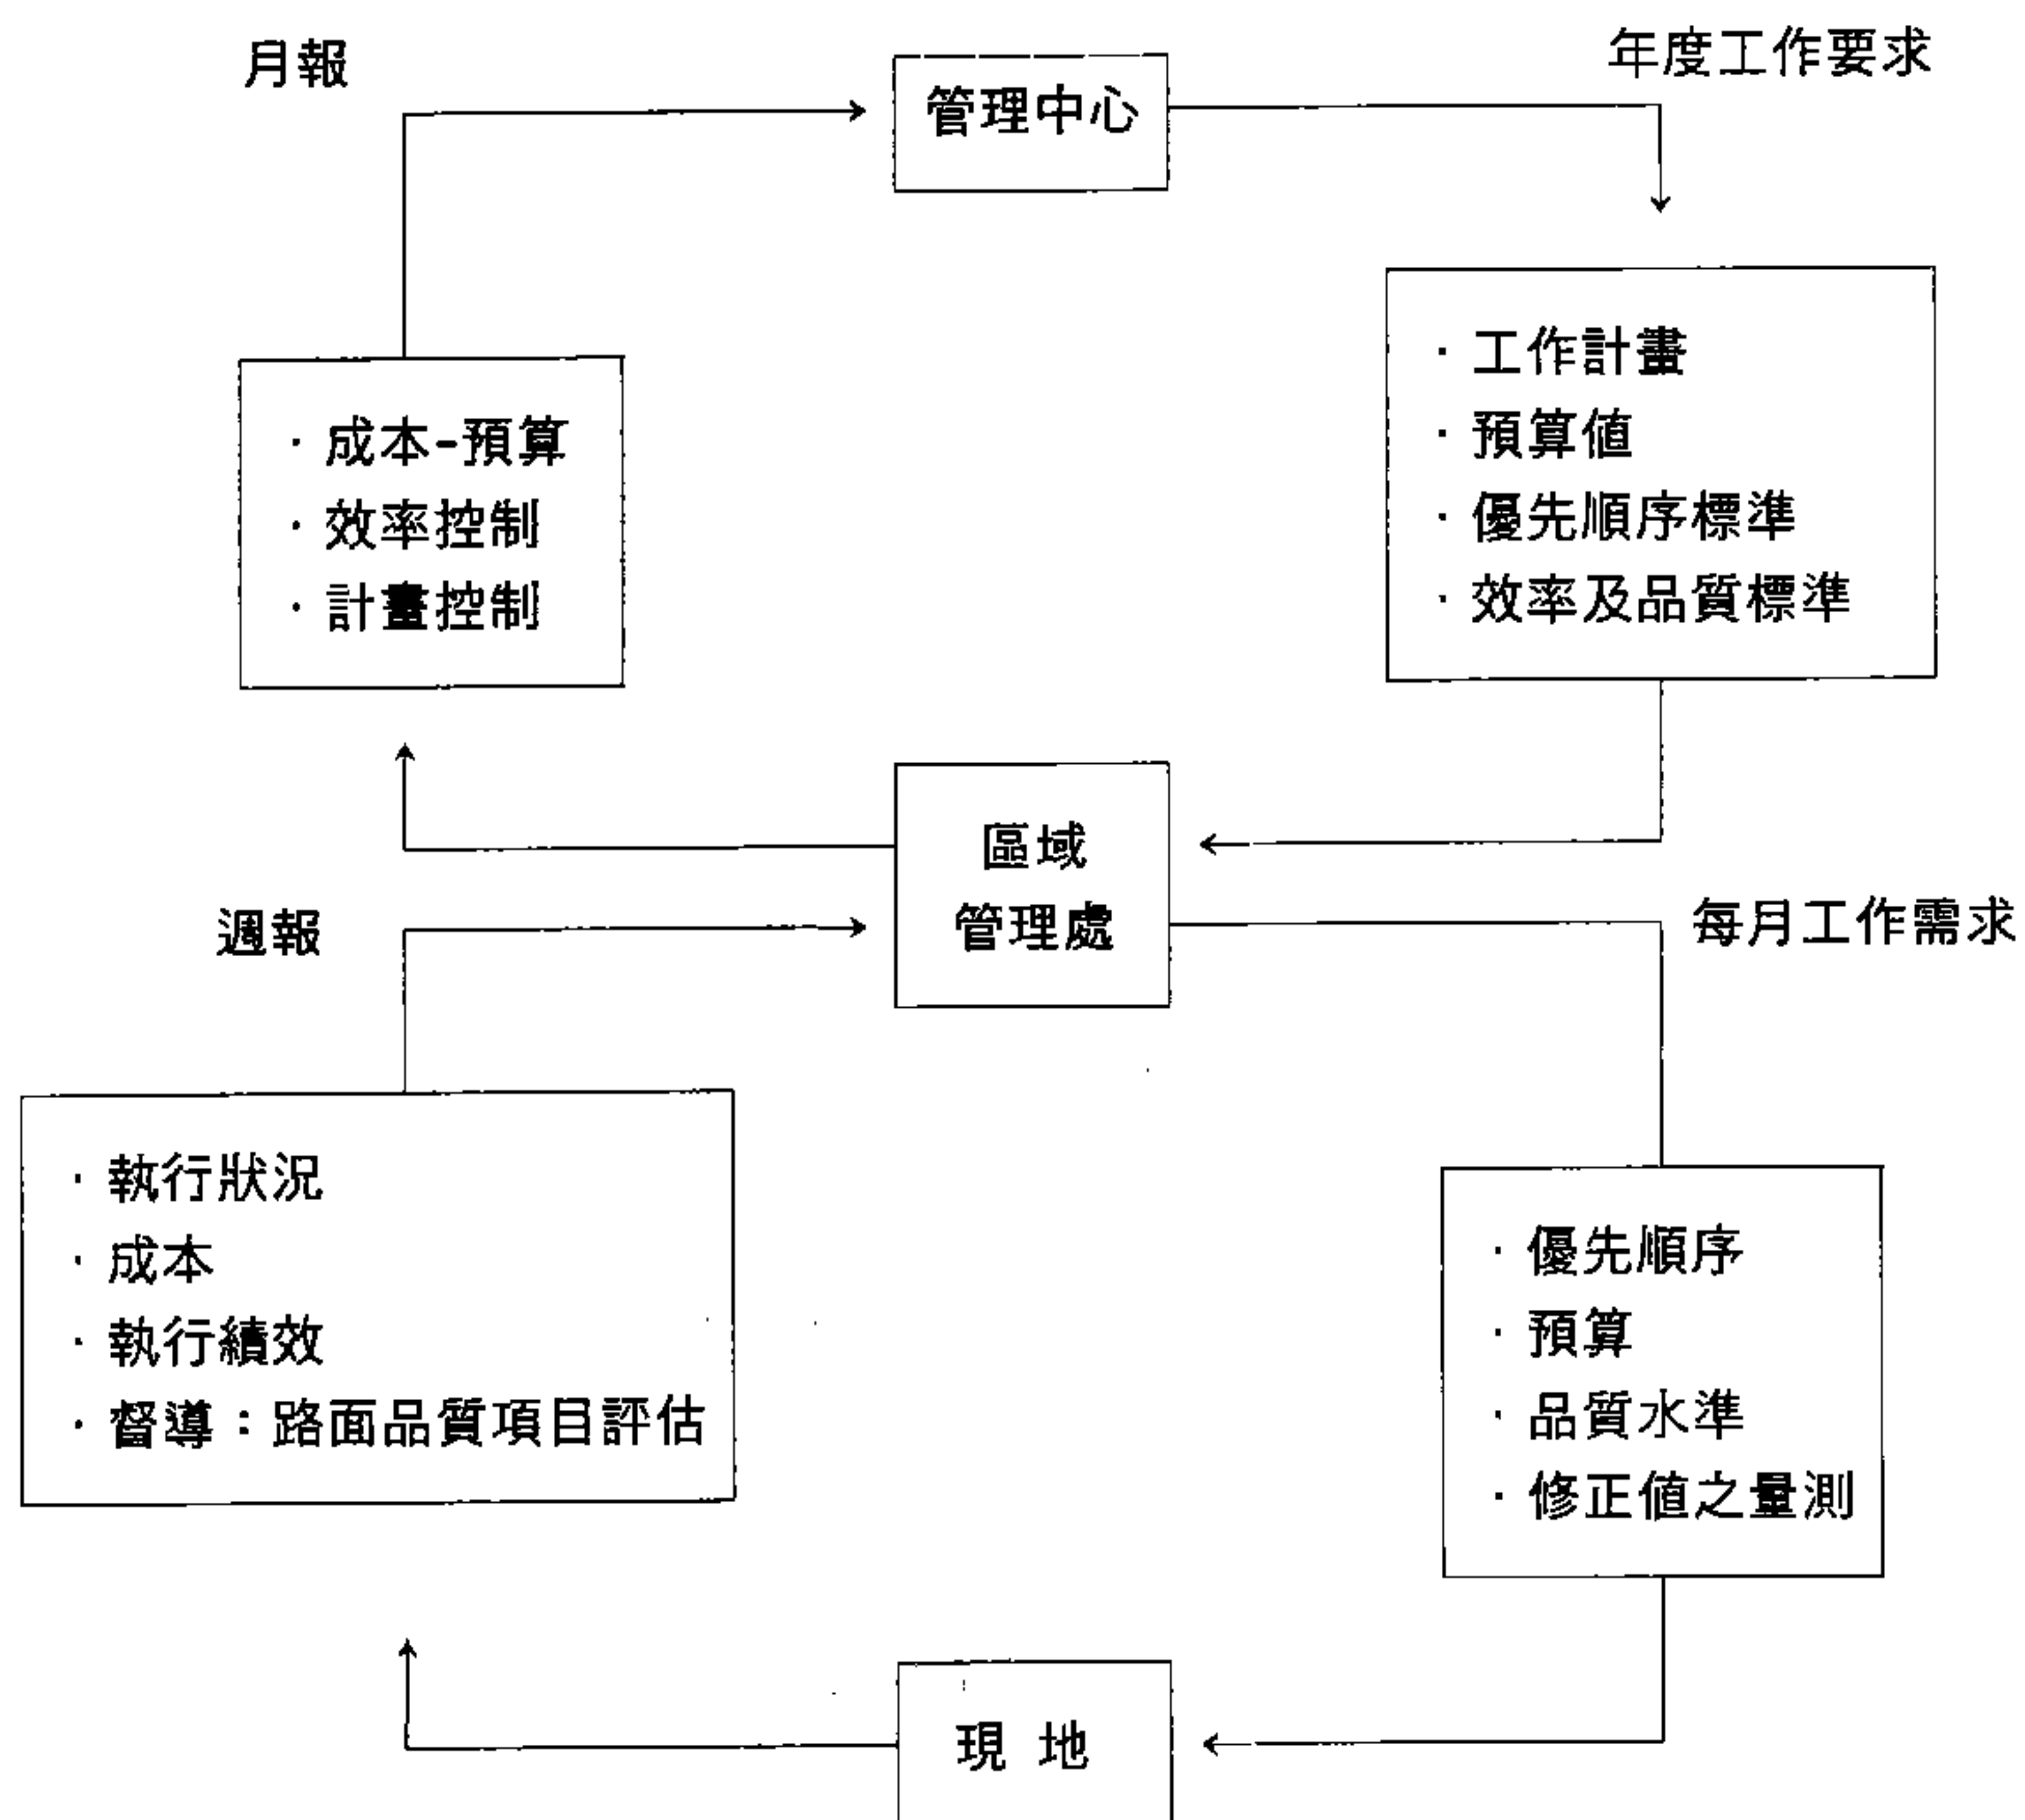 月報
管理中心
年度工作要求
·成本-預算
·效率控制
·計畫控制
·工作計畫
·預算值
·優先順序標準
·效率及品質標準
區域
管理處
週報
每月工作需求
·執行狀況
·成本
·執行績效
·督導：路面品質項目評估
·優先順序
·預算
·品質水準
·修正值之量測
現 地